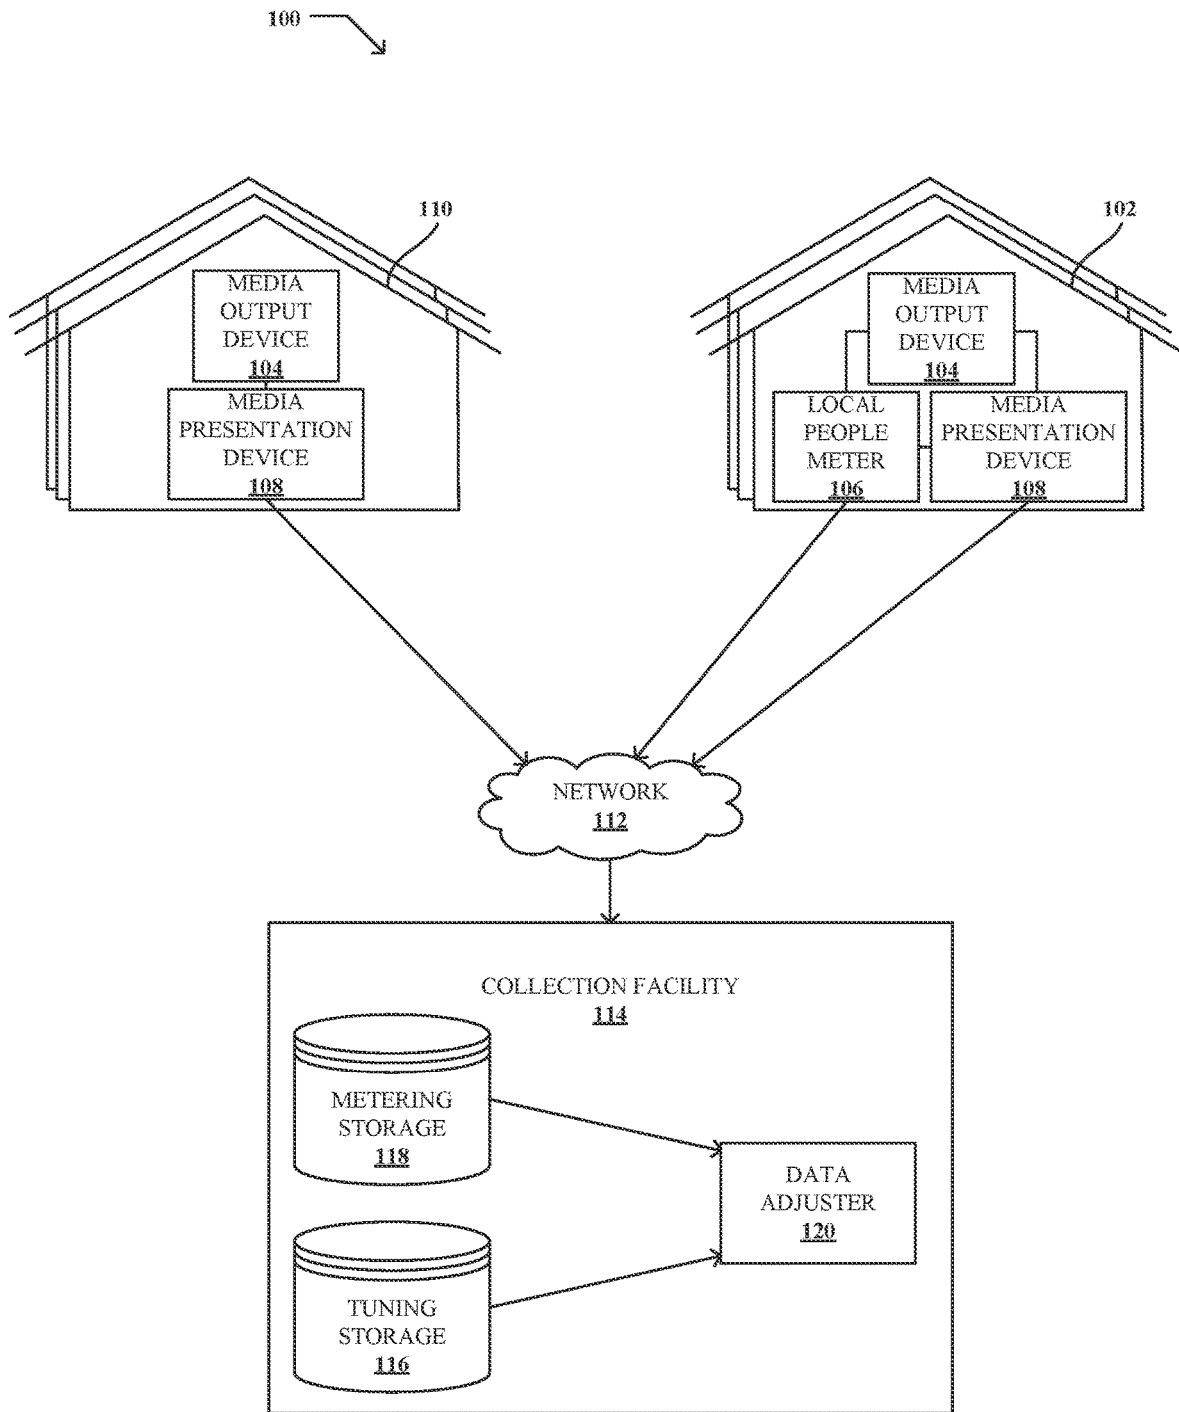 100
110
MEDIA
OUTPUT
DEVICE
104
MEDIA
PRESENTATION
DEVICE
108
102
MEDIA
OUTPUT
DEVICE
104
LOCAL
PEOPLE
METER
106
MEDIA
PRESENTATION
DEVICE
108
NETWORK
112
COLLECTION FACILITY
114
METERING
STORAGE
118
DATA
ADJUSTER
120
TUNING
STORAGE
116